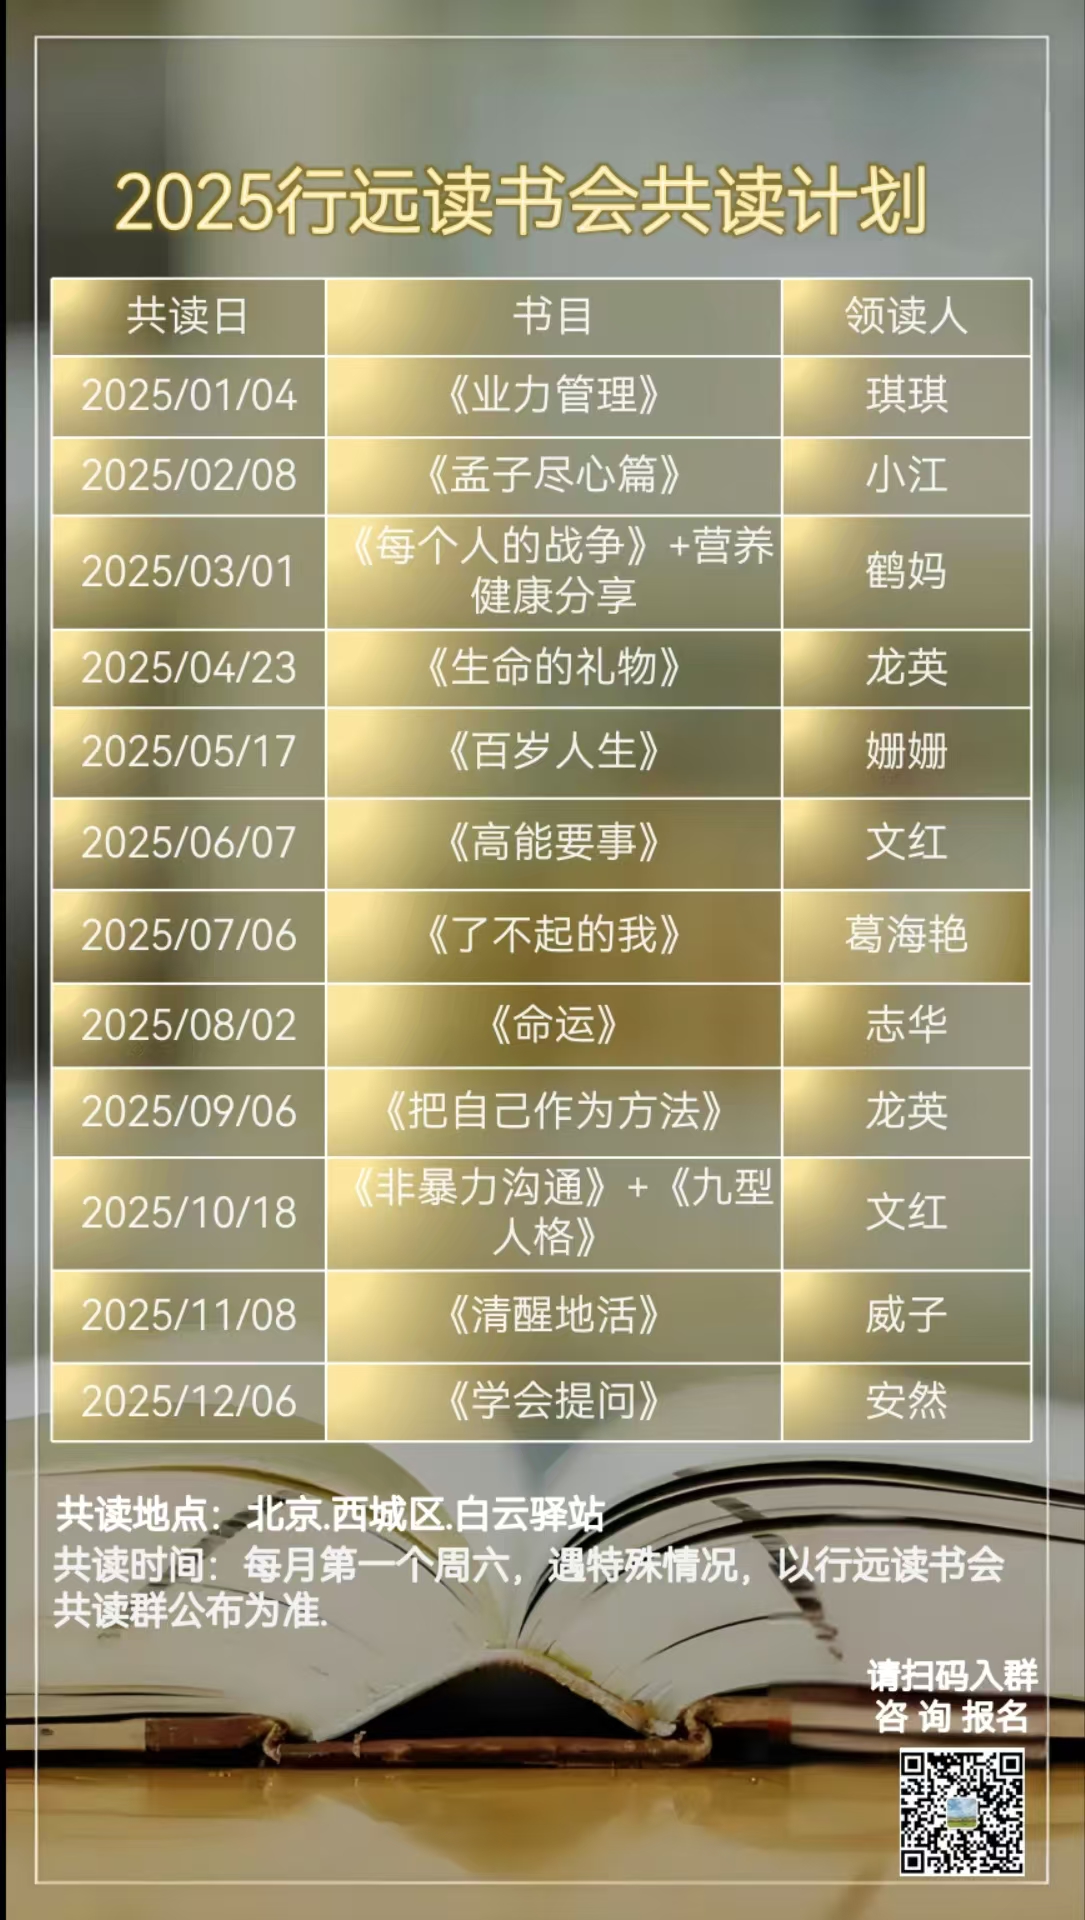 2025行远读书会共读计划
共读日 书目 领读人
2025/01/04 《业力管理》 琪琪
2025/02/08 《孟子尽心篇》 小江
2025/03/01 《每个人的战争》+营养
健康分享 鹤妈
2025/04/23 《生命的礼物》 龙英
2025/05/17 《百岁人生》 姗姗
2025/06/07 《高能要事》 文红
2025/07/06 《了不起的我》 葛海艳
2025/08/02 《命运》 志华
2025/09/06 《把自己作为方法》 龙英
2025/10/18 《非暴力沟通》+《九型
人格》 文红
2025/11/08 《清醒地活》 威子
2025/12/06 《学会提问》 安然
共读地点：北京.西城区.白云驿站
共读时间：每月第一个周六，遇特殊情况，以行远读书会
共读群公布为准.
请扫码入群
咨 询 报名